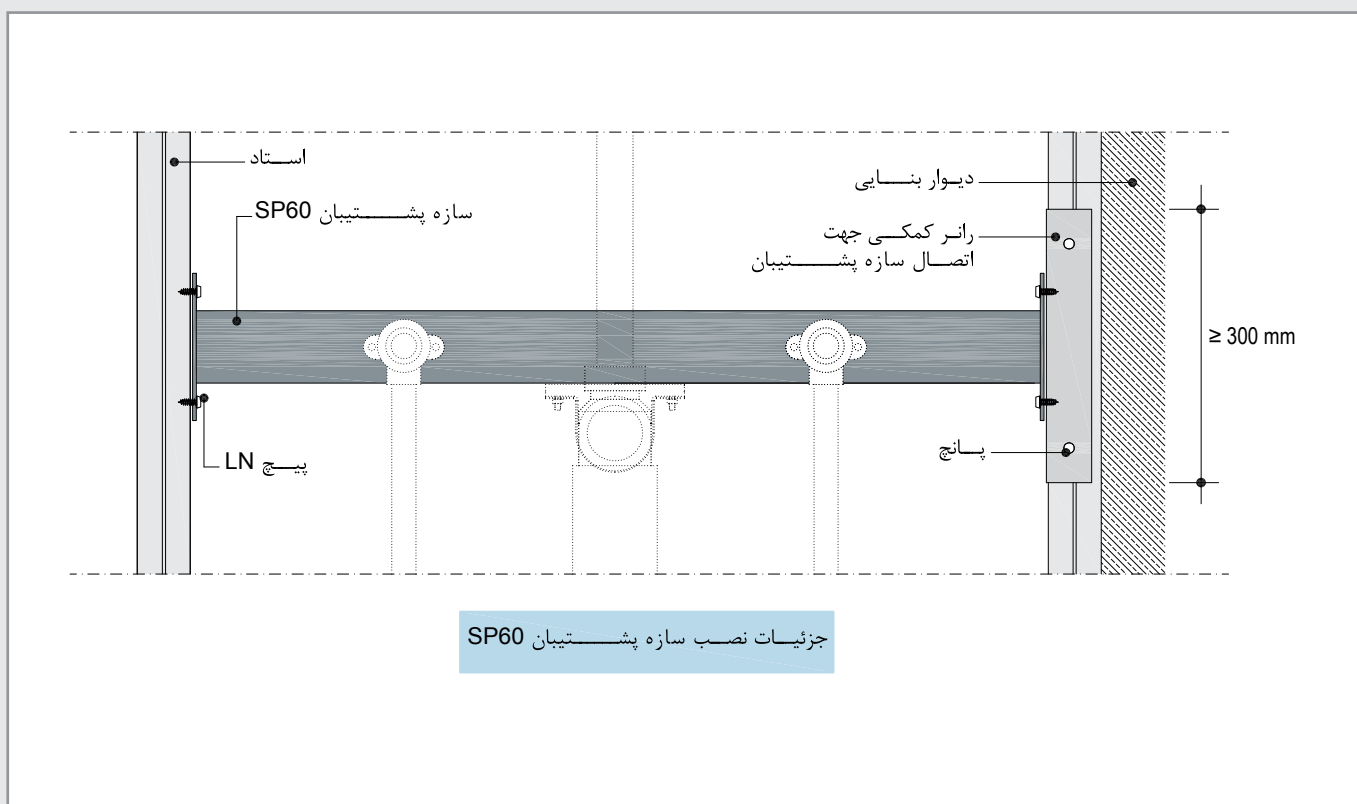 استاد
سازه پشتیبان SP60
دیوار بنایی
رانر کمکی جهت
اتصال سازه پشتیبان
≥ 300 mm
پانچ
پیچ LN
جزئیات نصب سازه پشتیبان SP60